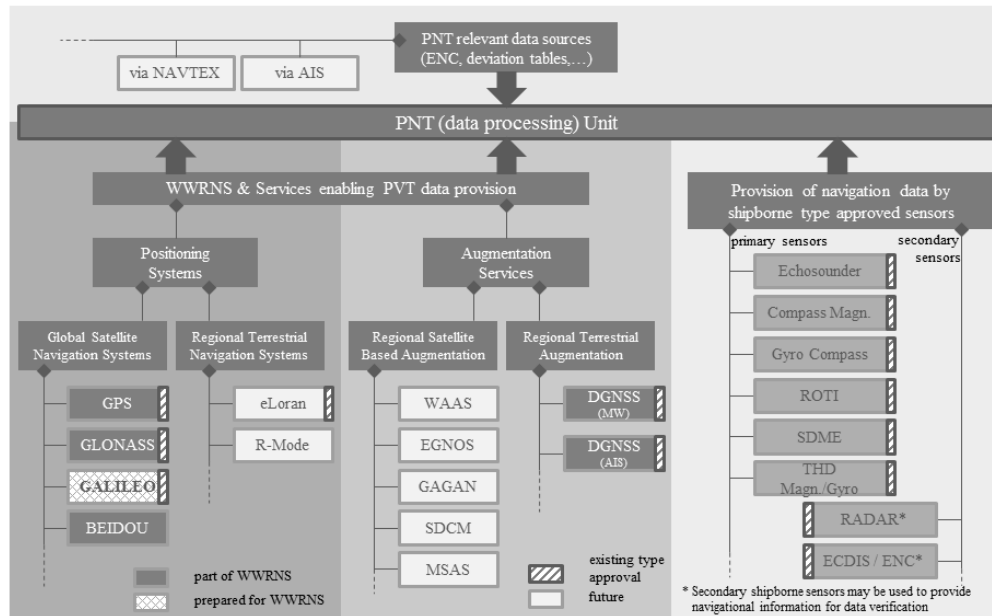 PNT relevant data sources
(ENC, deviation tables,…)
via NAVTEX
via AIS
PNT (data processing) Unit
WWRNS & Services enabling PVT data provision
Positioning
Systems
Augmentation
Services
Global Satellite
Navigation Systems
Regional Terrestrial
Navigation Systems
Regional Satellite
Based Augmentation
Regional Terrestrial
Augmentation
GPS
GLONASS
GALILEO
BEIDOU
eLoran
R-Mode
WAAS
EGNOS
GAGAN
SDCM
MSAS
DGNSS
(MW)
DGNSS
(AIS)
Provision of navigation data by
shipborne type approved sensors
primary sensors
secondary
sensors
Echosounder
Compass Magn.
Gyro Compass
ROTI
SDME
THD
Magn./Gyro
RADAR*
ECDIS / ENC*
part of WWRNS
prepared for WWRNS
existing type
approval
future
* Secondary shipborne sensors may be used to provide
navigational information for data verification